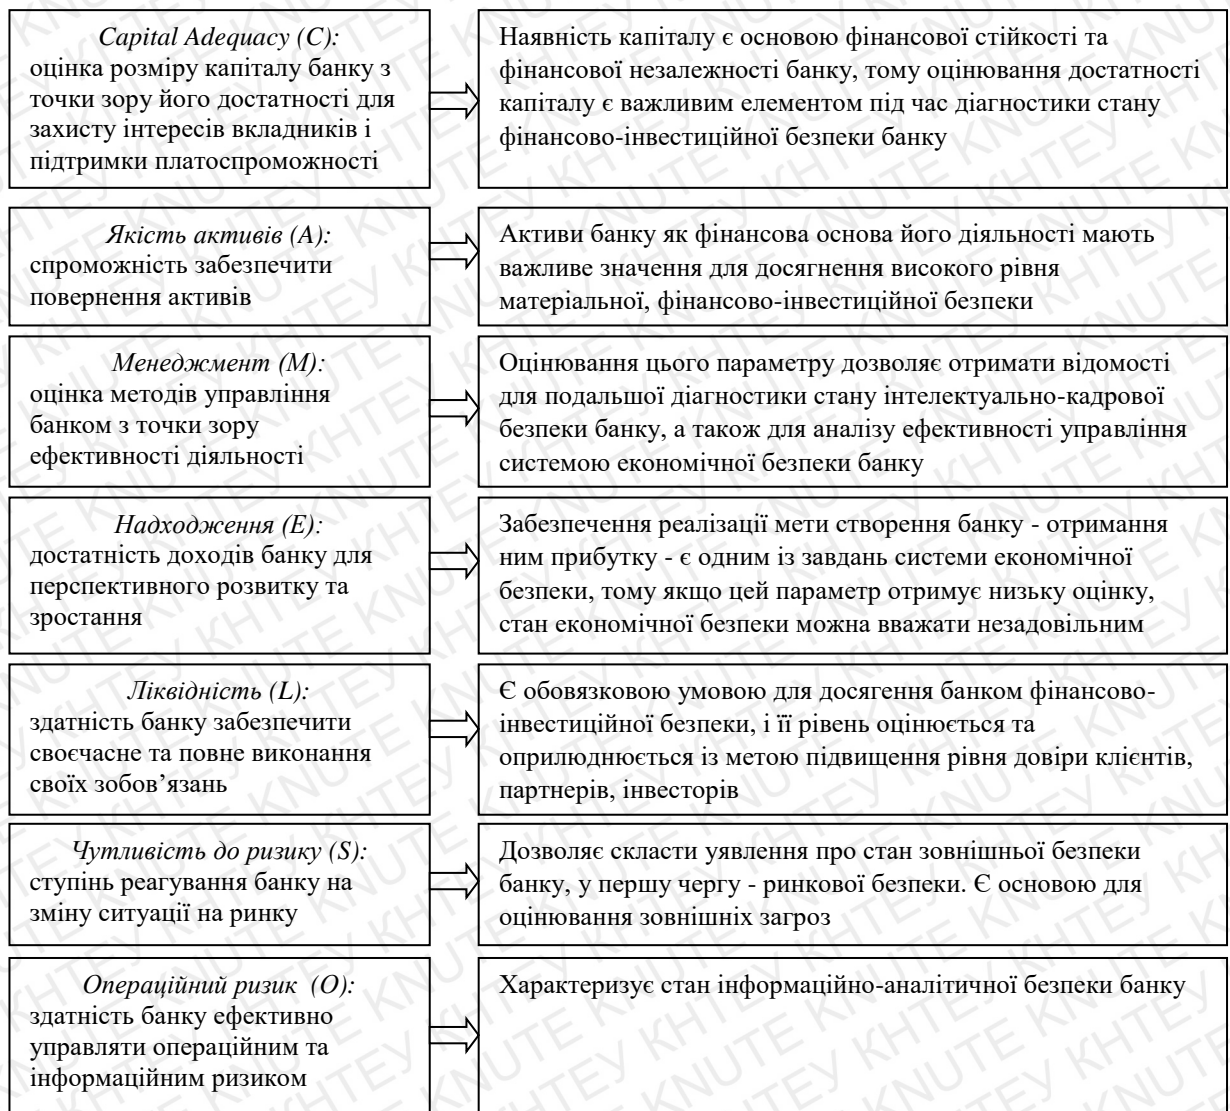 Capital Adequacy (C):
оцінка розміру капіталу банку з
точки зору його достатності для
захисту інтересів вкладників і
підтримки платоспроможності
Наявність капіталу є основою фінансової стійкості та
фінансової незалежності банку, тому оцінювання достатності
капіталу є важливим елементом під час діагностики стану
фінансово-інвестиційної безпеки банку
Якість активів (А):
спроможність забезпечити
повернення активів
Активи банку як фінансова основа його діяльності мають
важливе значення для досягнення високого рівня
матеріальної, фінансово-інвестиційної безпеки
Менеджмент (М):
оцінка методів управління
банком з точки зору
ефективності діяльності
Оцінювання цього параметру дозволяє отримати відомості
для подальшої діагностики стану інтелектуально-кадрової
безпеки банку, а також для аналізу ефективності управління
системою економічної безпеки банку
Надходження (Е):
достатність доходів банку для
перспективного розвитку та
зростання
Забезпечення реалізації мети створення банку - отримання
ним прибутку - є одним із завдань системи економічної
безпеки, тому якщо цей параметр отримує низьку оцінку,
стан економічної безпеки можна вважати незадовільним
Ліквідність (L):
здатність банку забезпечити
своєчасне та повне виконання
своїх зобов’язань
Є обовязковою умовою для досягення банком фінансово-
інвестиційної безпеки, і її рівень оцінюється та
оприлюднюється із метою підвищення рівня довіри клієнтів,
партнерів, інвесторів
Чутливість до ризику (S):
ступінь реагування банку на
зміну ситуації на ринку
Дозволяє скласти уявлення про стан зовнішньої безпеки
банку, у першу чергу - ринкової безпеки. Є основою для
оцінювання зовнішніх загроз
Операційний ризик (О):
здатність банку ефективно
управляти операційним та
інформаційним ризиком
Характеризує стан інформаційно-аналітичної безпеки банку